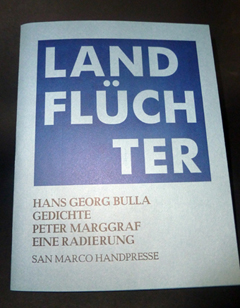 LAND
FLÜCH
TER
HANS GEORG BULLA
GEDICHTE
PETER MARGGRAF
EINE RADIERUNG
SAN MARCO HANDPRESSE